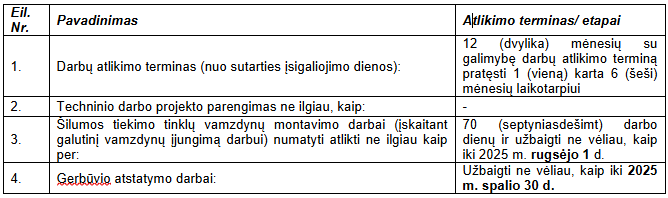 Eil. Nr. Pavadinimas Atlikimo terminas/ etapai
1. Darbų atlikimo terminas (nuo sutarties įsigaliojimo dienos):
12 (dvylika) mėnesių su
galimybę darbų atlikimo terminą
pratęsti 1 (vieną) karta 6 (šeši)
mėnesių laikotarpiui
2. Techninio darbo projekto parengimas ne ilgiau, kaip: -
3. Šilumos tiekimo tinklų vamzdynų montavimo darbai (įskaitant
galutinį vamzdynų įjungimą darbui) numatyti atlikti ne ilgiau kaip
per:
70 (septyniasdešimt) darbo
dienų ir užbaigti ne vėliau, kaip
iki 2025 m. rugsėjo 1 d.
4. Gerbūvio atstatymo darbai:
Užbaigti ne vėliau, kaip iki 2025
m. spalio 30 d.